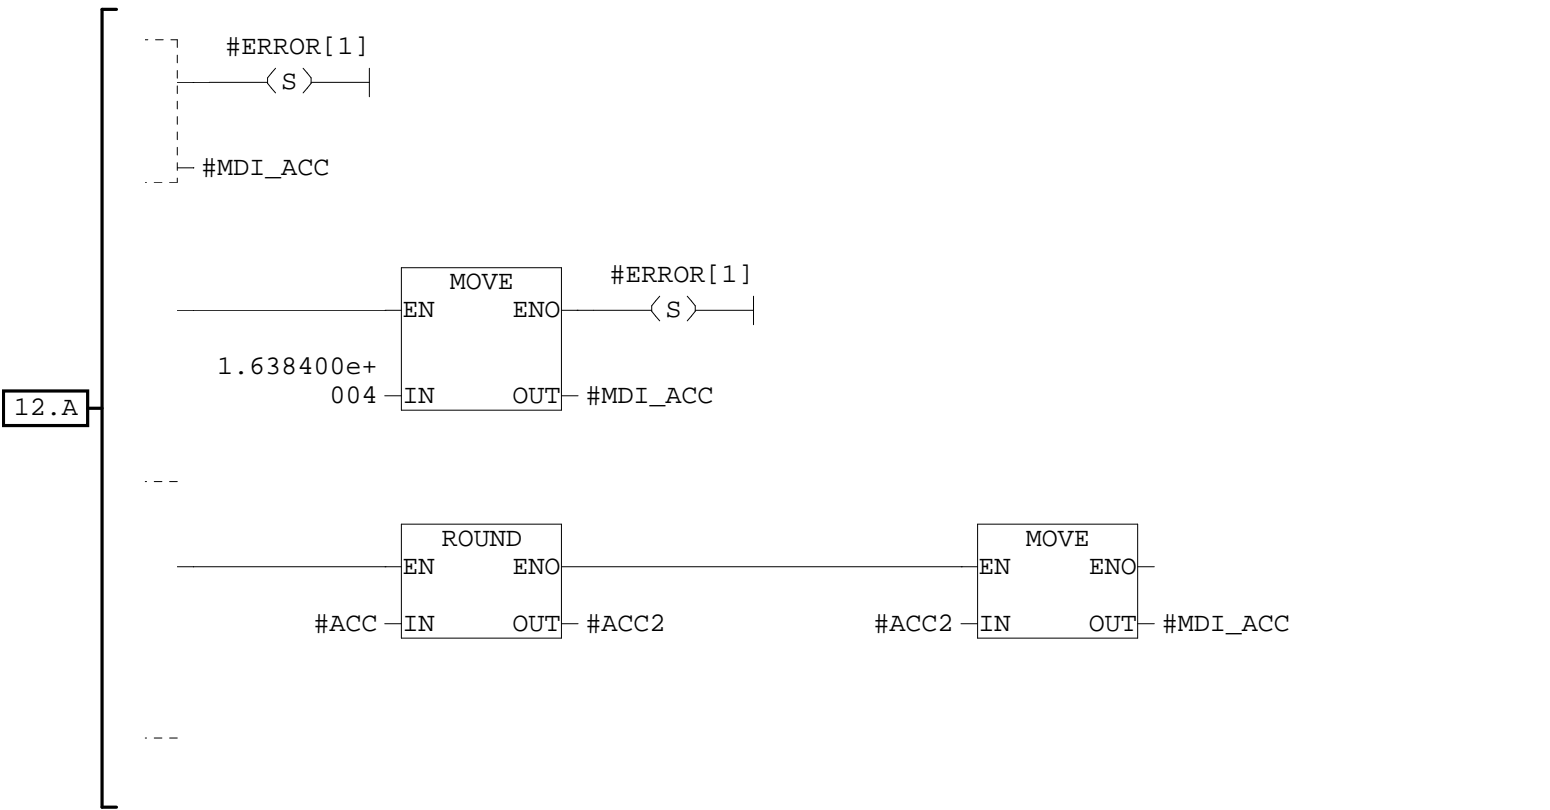 #ERROR[1]
S
#MDI_ACC
MOVE
#ERROR[1]
EN ENO
S
1.638400e+
004
IN OUT
#MDI_ACC
12.A
ROUND
MOVE
EN ENO
EN ENO
#ACC
IN OUT
#ACC2
#ACC2
IN OUT
#MDI_ACC